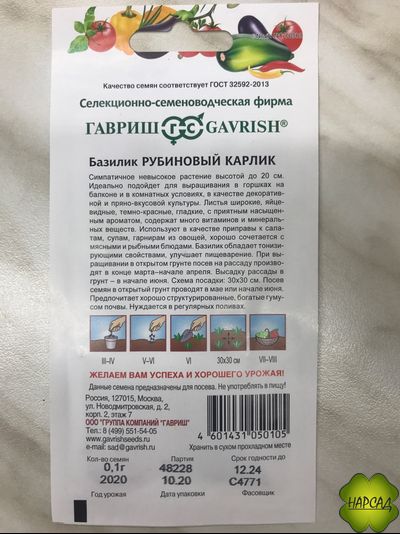 Качество семян соответствует ГОСТ 32592-2013
Селекционно-семеноводческая фирма
ГАВРИШ Г-С GAVRISH®
Базилик РУБИНОВЫЙ КАРЛИК
Симпатичное невысокое растение высотой до 20 см.
Идеально подойдет для выращивания в горшках на
балконе и в комнатных условиях, в качестве декоратив-
ной и пряно-вкусовой культуры. Листья широкие, яйце-
видные, темно-красные, гладкие, с приятным насыщен-
ным ароматом, содержат много витаминов и минераль-
ных веществ. Используют в качестве приправы к сала-
там, супам, гарнирам из овощей, хорошо сочетается с
мясными и рыбными блюдами. Базилик обладает тонизи-
рующими свойствами, улучшает пищеварение. При вы-
ращивании в открытом грунте посев на рассаду произво-
дят в конце марта–начале апреля. Высадку рассады в
грунт – в начале июня. Схема посадки: 30х30 см. Посев
семян в открытый грунт проводят в мае или начале июня.
Предпочитает хорошо структурированные, богатые гуму-
сом почвы. Нуждается в регулярных поливах.
III–IV V–VI VI 30х30 см VII–VIII
ЖЕЛАЕМ ВАМ УСПЕХА И ХОРОШЕГО УРОЖАЯ!
Данные семена предназначены для посева. Не употреблять в пищу!
Россия, 127015, Москва,
ул. Новодмитровская, д. 2,
корп. 2, этаж 7
ООО "ГРУППА КОМПАНИЙ "ГАВРИШ"
Тел.: 8 (499) 551-54-05
www.gavrishseeds.ru
e-mail: sad@gavrish.ru
4 601431 050105
Хранить в сухом прохладном месте
Кол-во семян Партия Срок годности до
0,1г 48228 12.24
2020 10.20 С4771
Год урожая Дата упаковки Фасовщик
НАРСАД